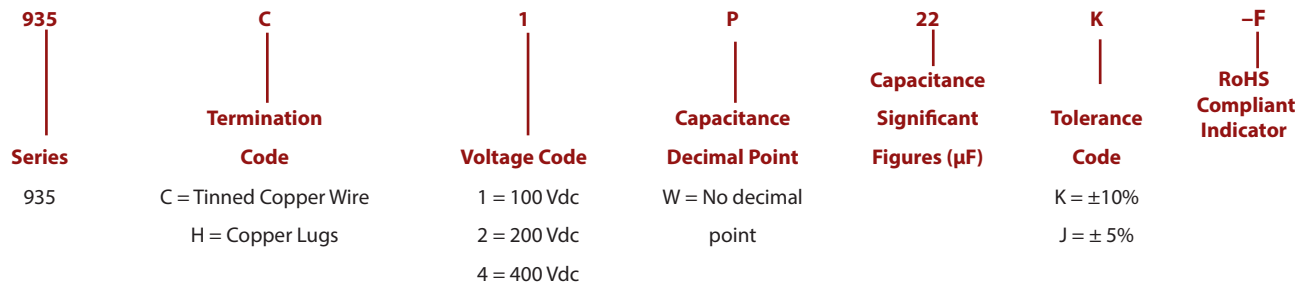 935 C 1 P 22 K –F
Capacitance RoHS
Compliant
Termination Capacitance Significant Tolerance Indicator
Series Code Voltage Code Decimal Point Figures (µF) Code
935 C = Tinned Copper Wire 1 = 100 Vdc W = No decimal K = ±10%
H = Copper Lugs 2 = 200 Vdc point J = ± 5%
4 = 400 Vdc